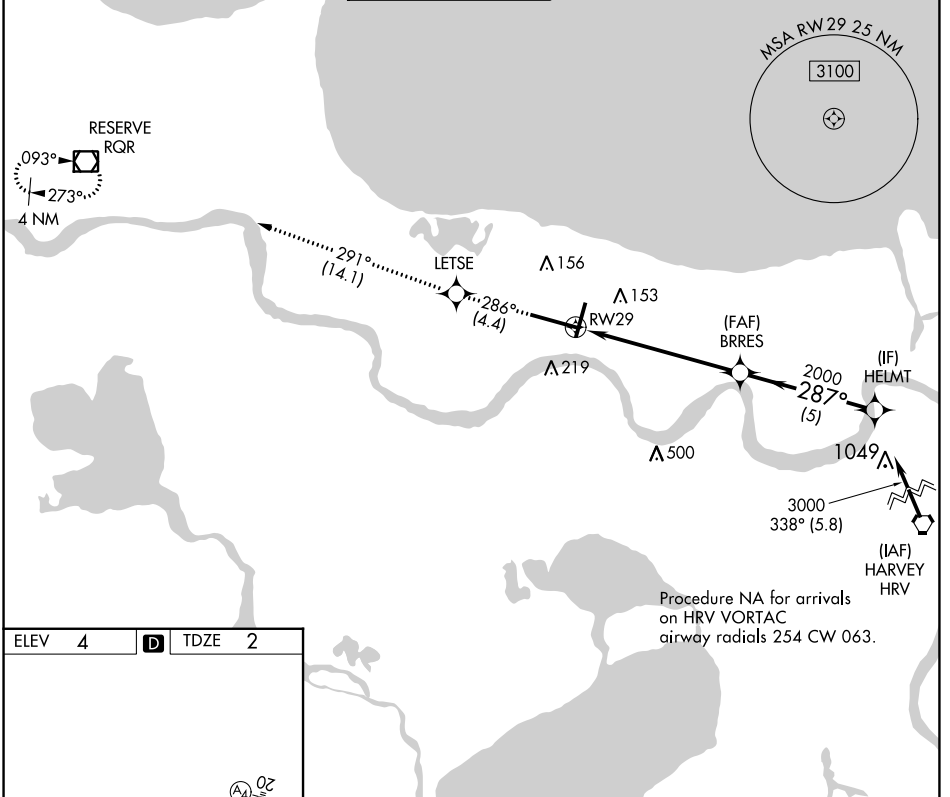 MSA RW29 25 NM
3100
RESERVE
RQR
093°
273°
4 NM
291°
(14.1)
LETSE
286°
(4.4)
156
153
RW29
219
(FAF)
BRRES
2000
287°
(5)
(IF)
HELMT
500
1049
3000
338° (5.8)
(IAF)
HARVEY
HRV
Procedure NA for arrivals
on HRV VORTAC
airway radials 254 CW 063.
ELEV 4 D TDZE 2
A4
20